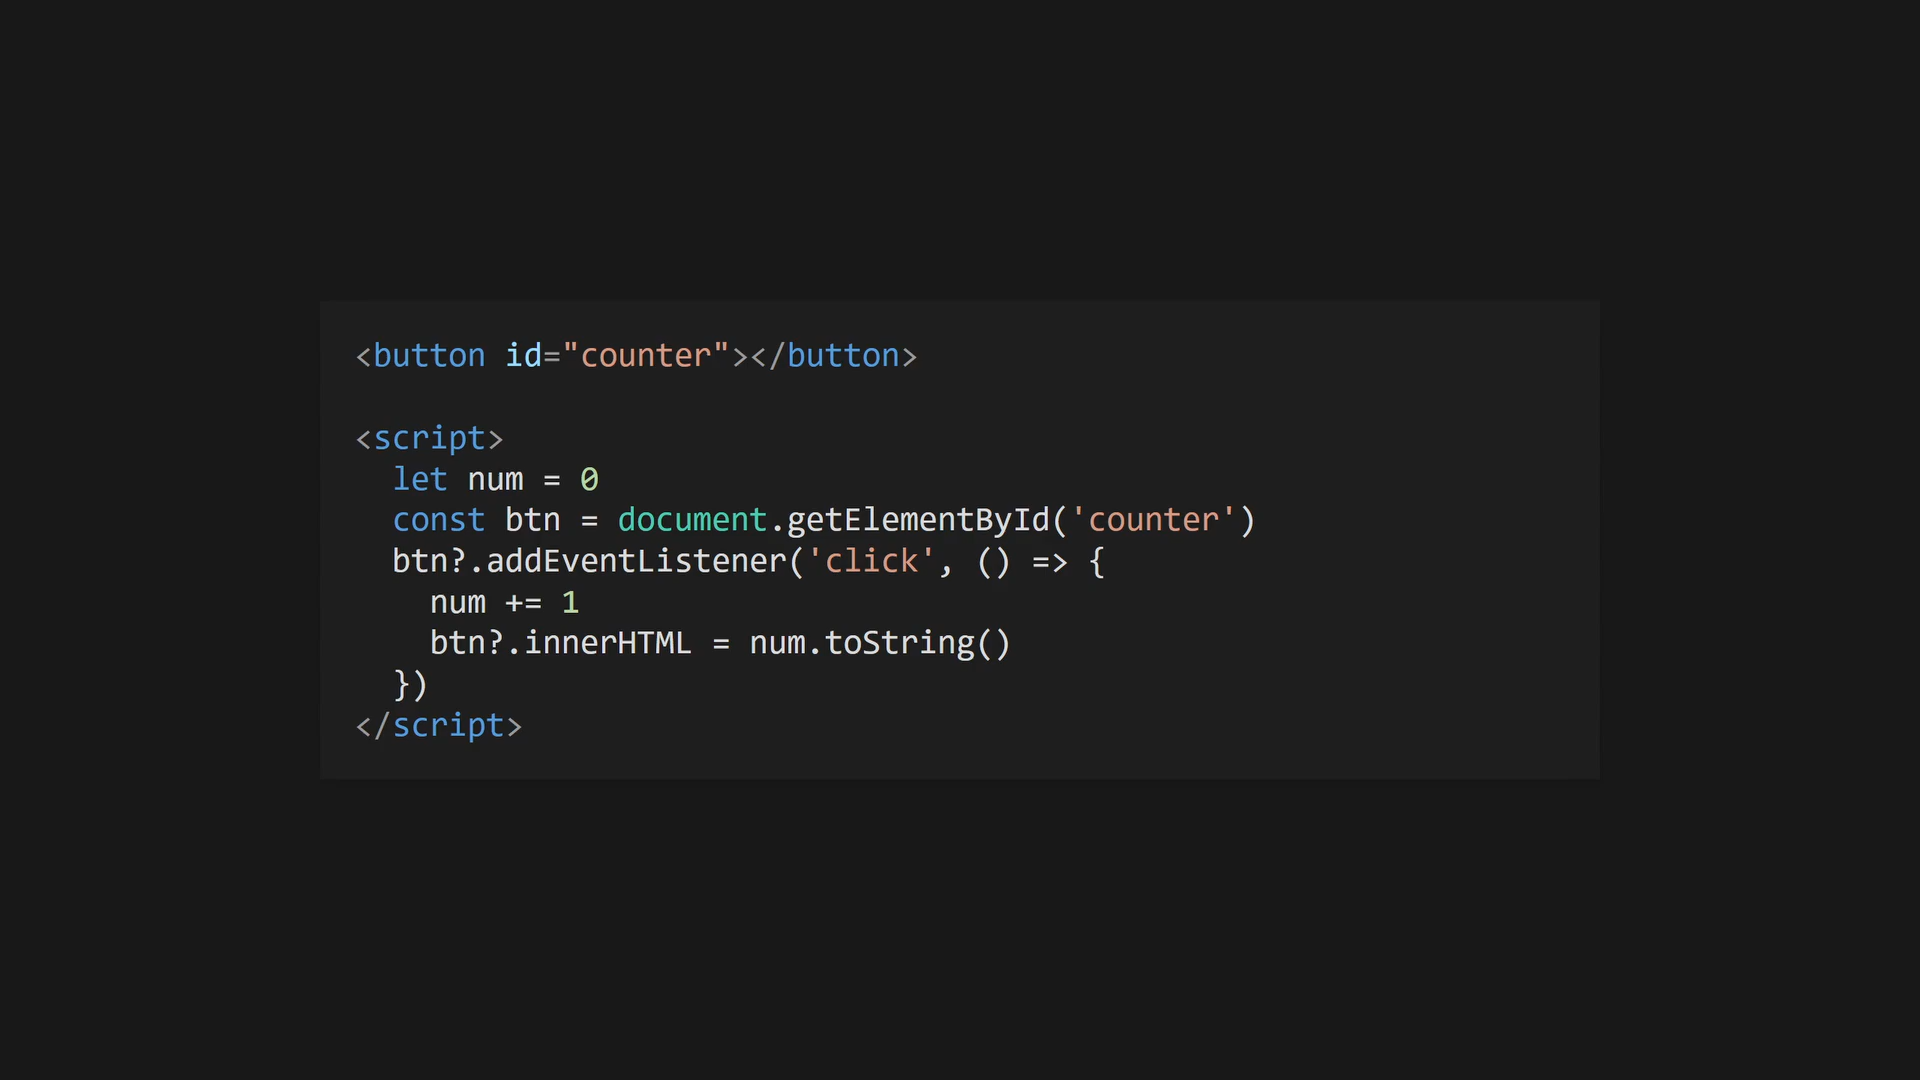 <button id="counter"></button>
<script>
let num = 0
const btn = document.getElementById('counter')
btn?.addEventListener('click', () => {
num += 1
btn?.innerHTML = num.toString()
})
</script>